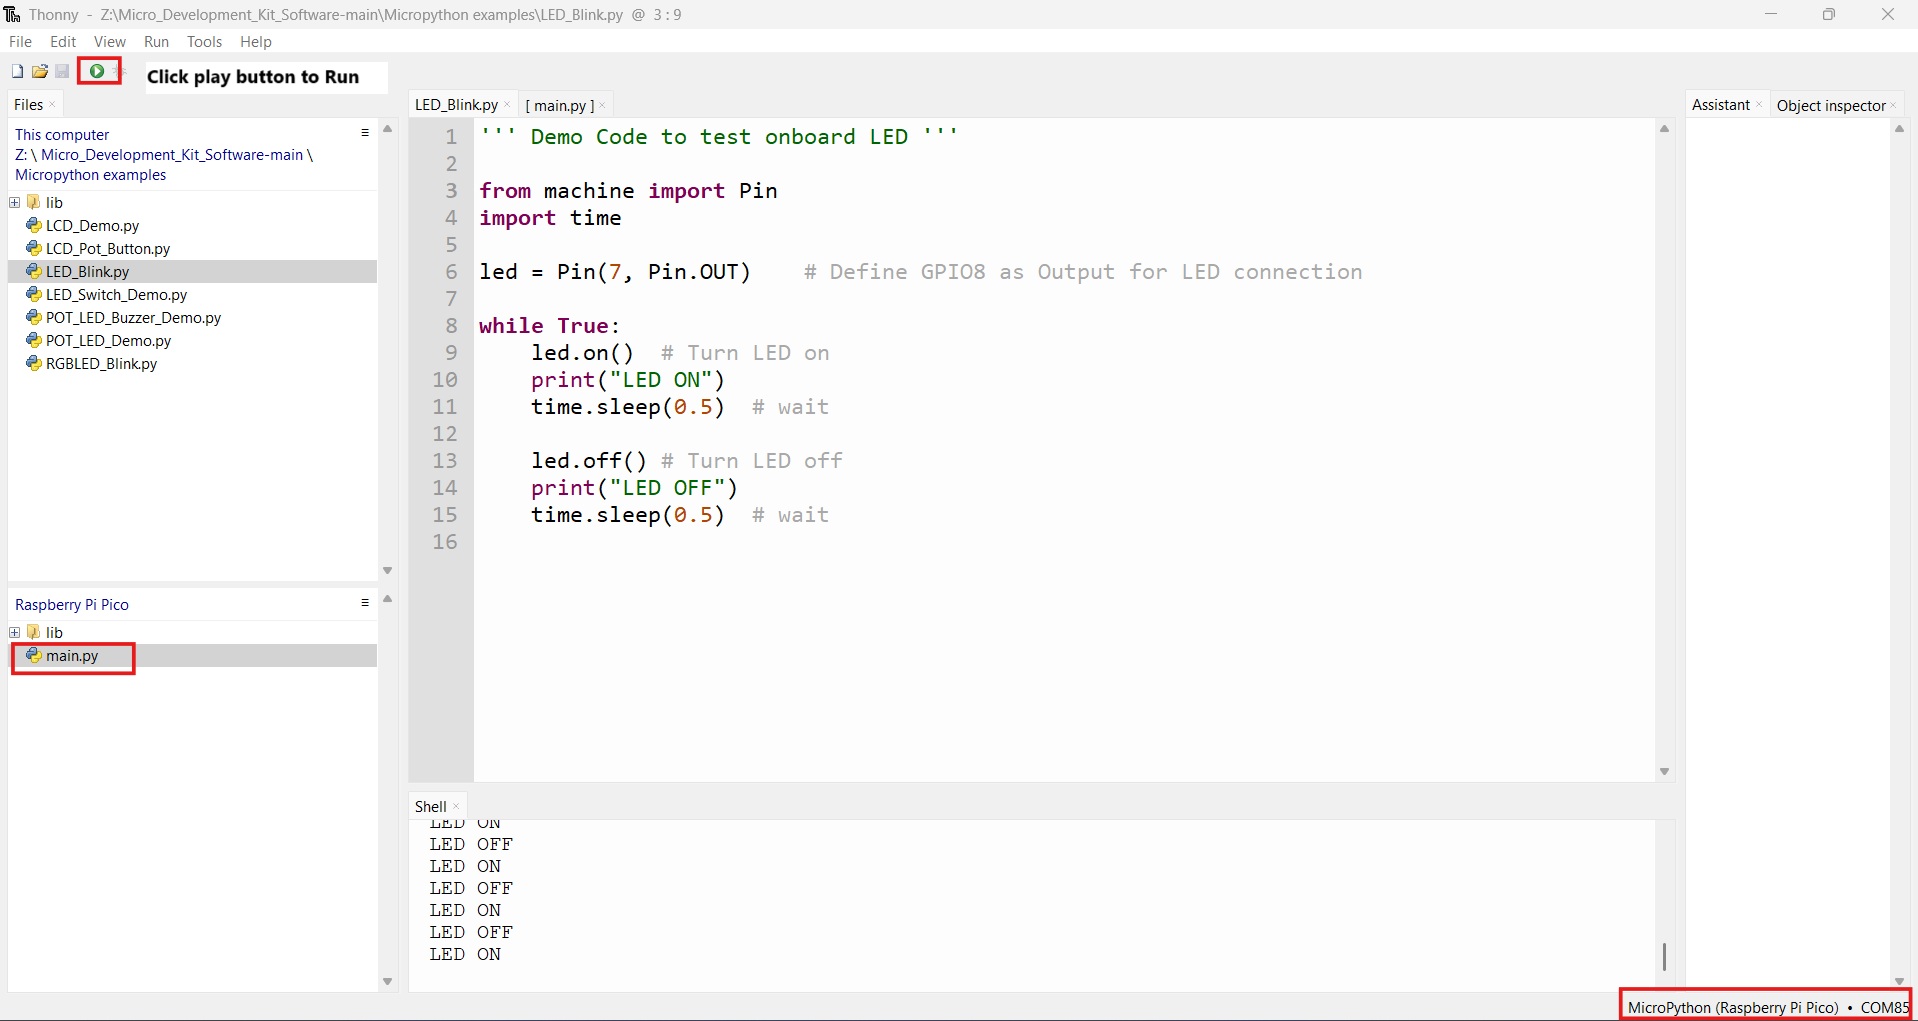 Thonny - Z:\Micro_Development_Kit_Software-main\Micropython examples\LED_Blink.py @ 3 : 9
File Edit View Run Tools Help
Click play button to Run
Files
This computer
Z: \ Micro_Development_Kit_Software-main \
Micropython examples
lib
LCD_Demo.py
LCD_Pot_Button.py
LED_Blink.py
LED_Switch_Demo.py
POT_LED_Buzzer_Demo.py
POT_LED_Demo.py
RGBLED_Blink.py
Raspberry Pi Pico
lib
main.py
LED_Blink.py [ main.py ]
1 ''' Demo Code to test onboard LED '''
2
3 from machine import Pin
4 import time
5
6 led = Pin(7, Pin.OUT) # Define GPIO8 as Output for LED connection
7
8 while True:
9 led.on() # Turn LED on
10 print("LED ON")
11 time.sleep(0.5) # wait
12
13 led.off() # Turn LED off
14 print("LED OFF")
15 time.sleep(0.5) # wait
16
Shell
LED ON
LED OFF
LED ON
LED OFF
LED ON
LED OFF
LED ON
Assistant Object inspector
MicroPython (Raspberry Pi Pico) • COM85